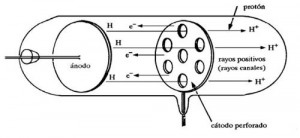 protón
H
e⁻
H⁺
H
e⁻
H⁺
ánodo
H
e⁻
rayos positivos
(rayos canales)
H⁺
cátodo perforado